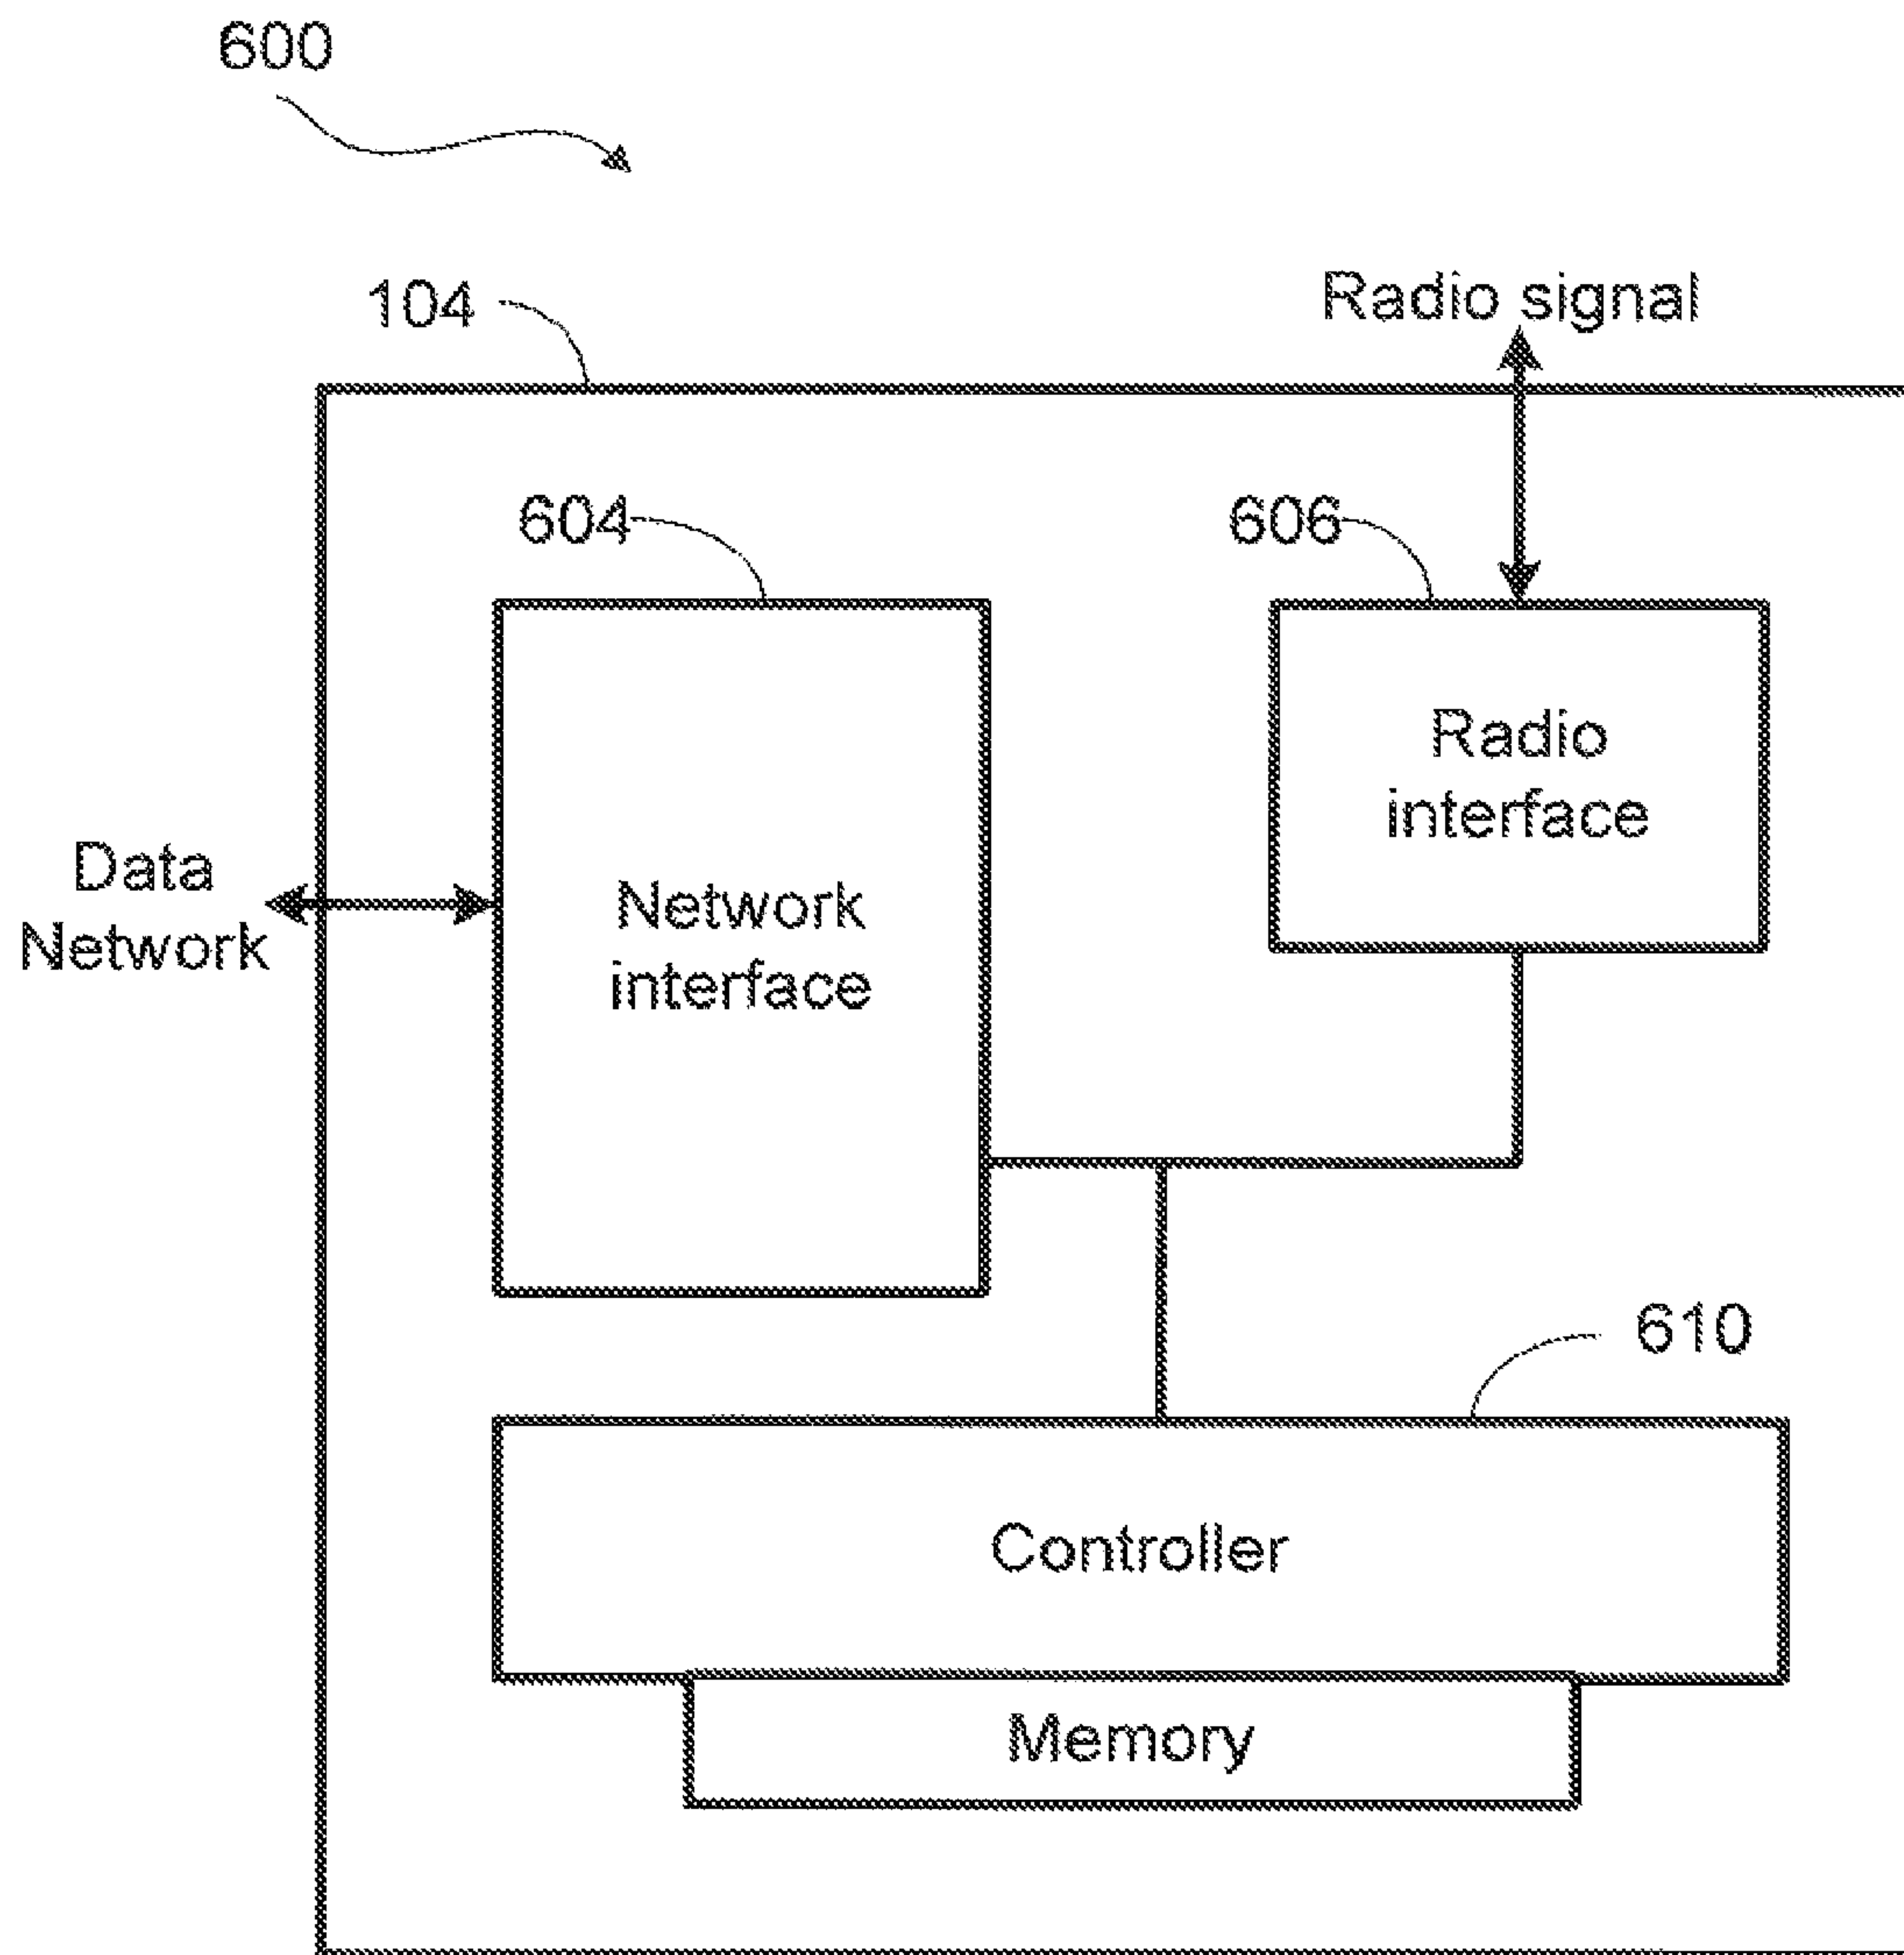 600
104
Radio signal
604
606
Radio
interface
Data
Network
Network
interface
610
Controller
Memory